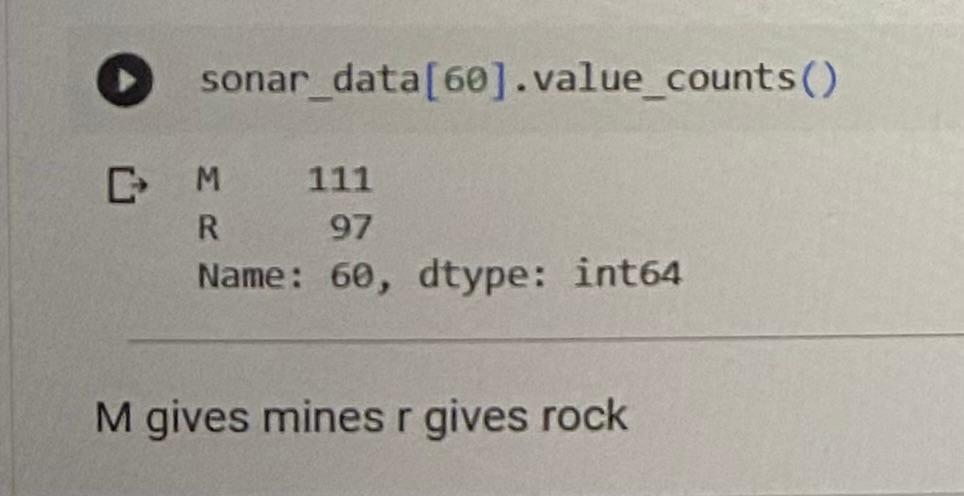 sonar_data[60].value_counts()
M 111
R 97
Name: 60, dtype: int64
M gives mines r gives rock